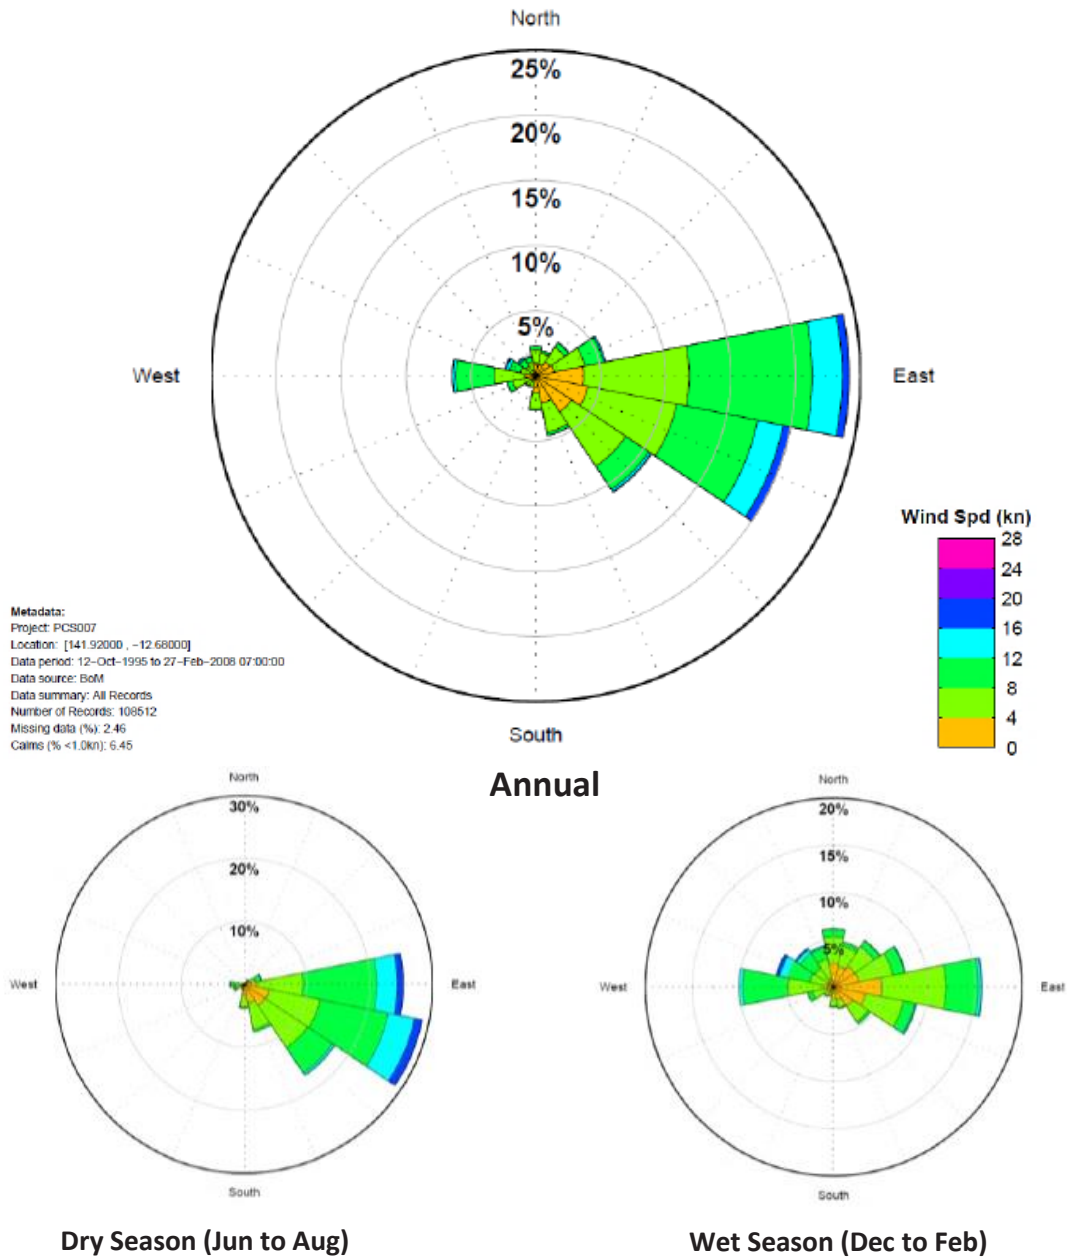 North
25%
20%
15%
10%
5%
West
East
South
Wind Spd (kn)
28
24
20
16
12
8
4
0
Metadata:
Project: PCS007
Location: [141.92000 , −12.68000]
Data period: 12−Oct−1995 to 27−Feb−2008 07:00:00
Data source: BoM
Data summary: All Records
Number of Records: 108512
Missing data (%): 2.46
Calms (% <1.0kn): 6.45
Annual
North
30%
20%
10%
West
East
South
Dry Season (Jun to Aug)
North
20%
15%
10%
5%
West
East
South
Wet Season (Dec to Feb)